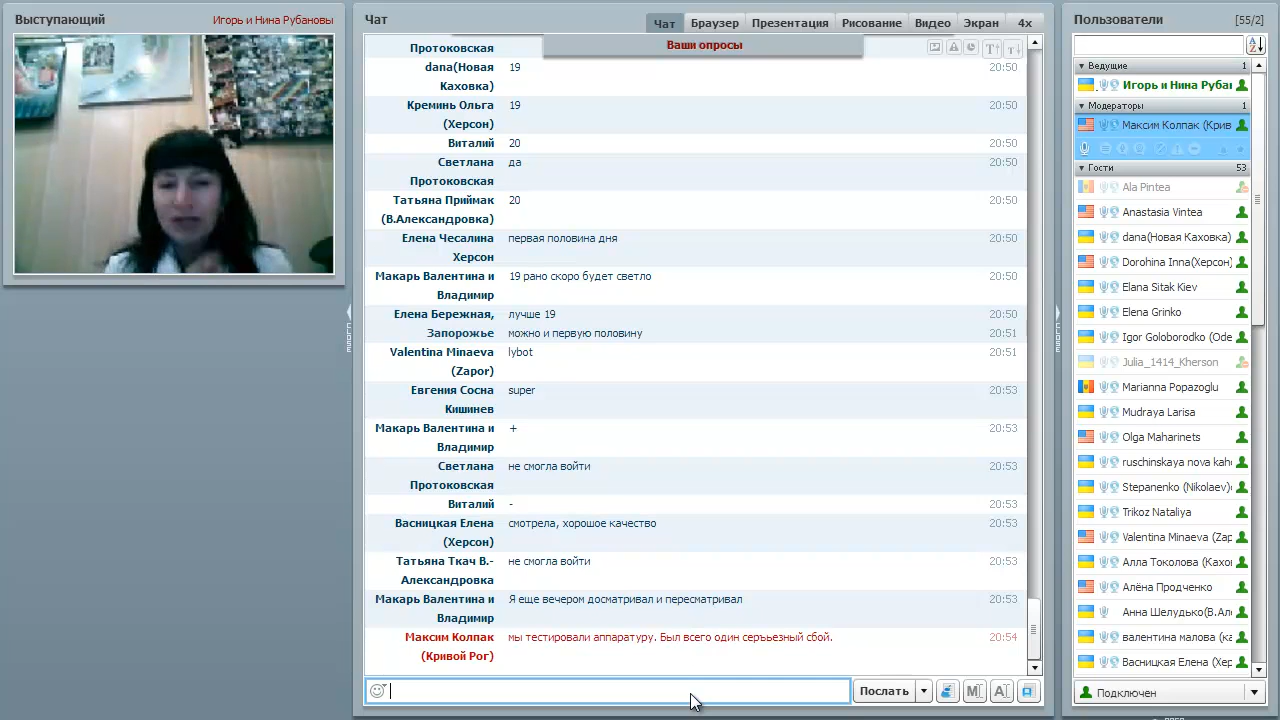 Выступающий
Игорь и Нина Рубановы
Чат
Чат
Браузер
Презентация
Рисование
Видео
Экран
4x
Ваши опросы
Протоковская
dana(Новая 19 20:50
Каховка)
Креминь Ольга 19 20:50
(Херсон)
Виталий 20 20:50
Светлана да 20:50
Протоковская
Татьяна Приймак 20 20:50
(В.Александровка)
Елена Чесалина первая половина дня 20:50
Херсон
Макарь Валентина и 19 рано скоро будет светло 20:50
Владимир
Елена Бережная, лучше 19 20:50
Запорожье можно и первую половину 20:51
Valentina Minaeva lybot 20:51
(Zapor)
Евгения Сосна super 20:53
Кишинев
Макарь Валентина и + 20:53
Владимир
Светлана не смогла войти 20:53
Протоковская
Виталий - 20:53
Васницкая Елена смотрела, хорошое качество 20:53
(Херсон)
Татьяна Ткач В.- не смогла войти 20:53
Александровка
Макарь Валентина и Я еще вечером досматривал и пересматривал 20:53
Владимир
Максим Колпак мы тестировали аппаратуру. Был всего один серъезный сбой. 20:54
(Кривой Рог)
Послать
Пользователи [55/2]
Ведущие 1
Игорь и Нина Руба
Модераторы 1
Максим Колпак (Крив
Гости 53
Ala Pintea
Anastasia Vintea
dana(Новая Каховка)
Dorohina Inna(Херсон)
Elana Sitak Kiev
Elena Grinko
Igor Goloborodko (Ode
Julia_1414_Kherson
Marianna Popazoglu
Mudraya Larisa
Olga Maharinets
ruschinskaya nova kah
Stepanenko (Nikolaev)
Trikoz Nataliya
Valentina Minaeva (Zap
Алла Токолова (Кахо
Алёна Продченко
Анна Шелудько(В.Ал
валентина малова (ка
Васницкая Елена (Хер
Подключен